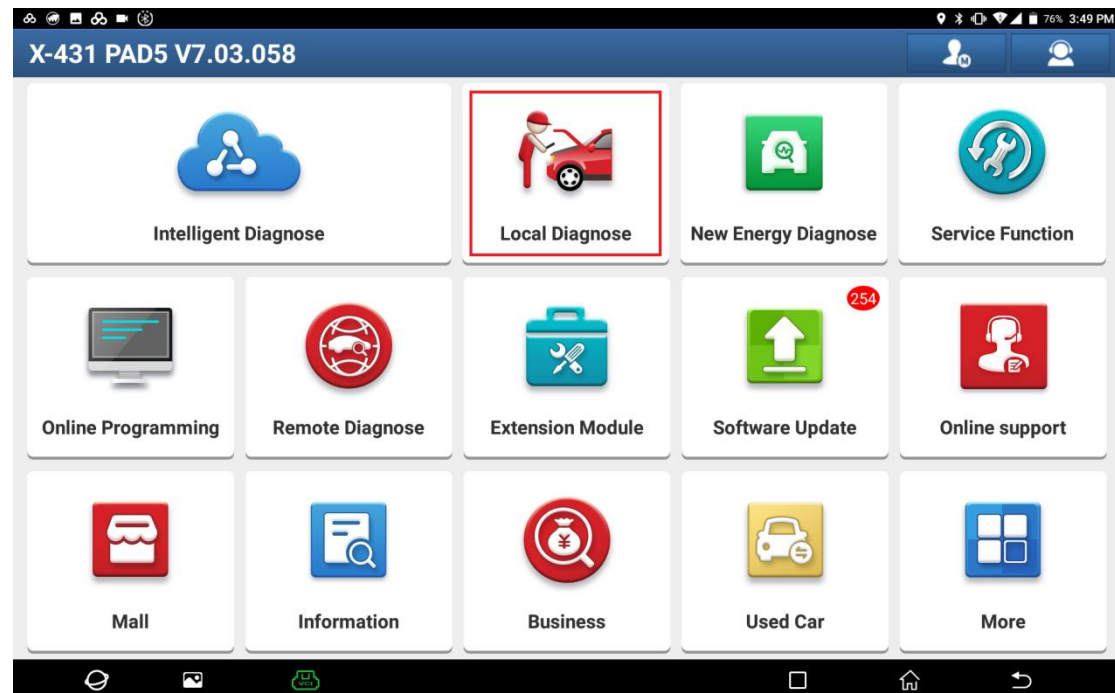 76% 3:49 PM
X-431 PAD5 V7.03.058
M
Intelligent Diagnose
Local Diagnose
New Energy Diagnose
Service Function
254
Online Programming
Remote Diagnose
Extension Module
Software Update
Online support
¥
Mall
Information
Business
Used Car
More
VCI